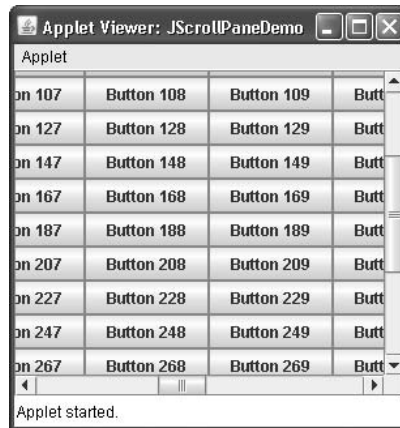 Applet Viewer: JScrollPaneDemo
Applet
on 107 Button 108 Button 109 Butt
on 127 Button 128 Button 129 Butt
on 147 Button 148 Button 149 Butt
on 167 Button 168 Button 169 Butt
on 187 Button 188 Button 189 Butt
on 207 Button 208 Button 209 Butt
on 227 Button 228 Button 229 Butt
on 247 Button 248 Button 249 Butt
on 267 Button 268 Button 269 Butt
Applet started.